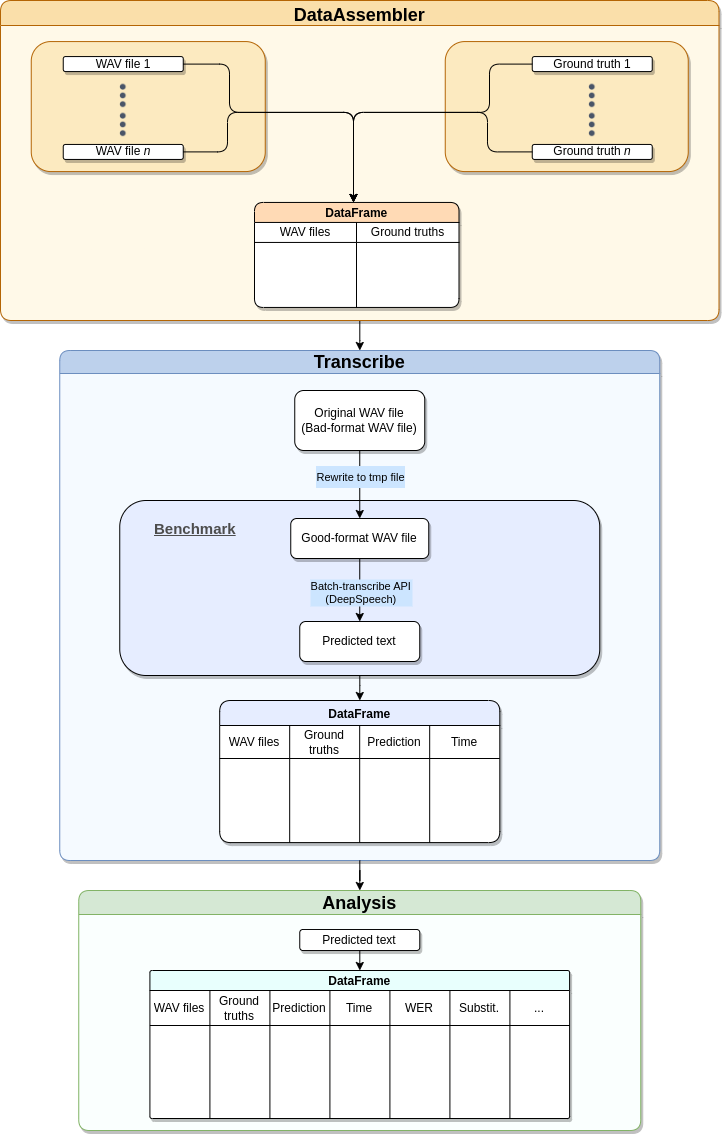 DataAssembler
WAV file 1
Ground truth 1
WAV file n
Ground truth n
DataFrame
WAV files
Ground truths
Transcribe
Original WAV file
(Bad-format WAV file)
Rewrite to tmp file
Benchmark
Good-format WAV file
Batch-transcribe API
(DeepSpeech)
Predicted text
DataFrame
WAV files
Ground
truths
Prediction
Time
Analysis
Predicted text
DataFrame
WAV files
Ground
truths
Prediction
Time
WER
Substit.
...